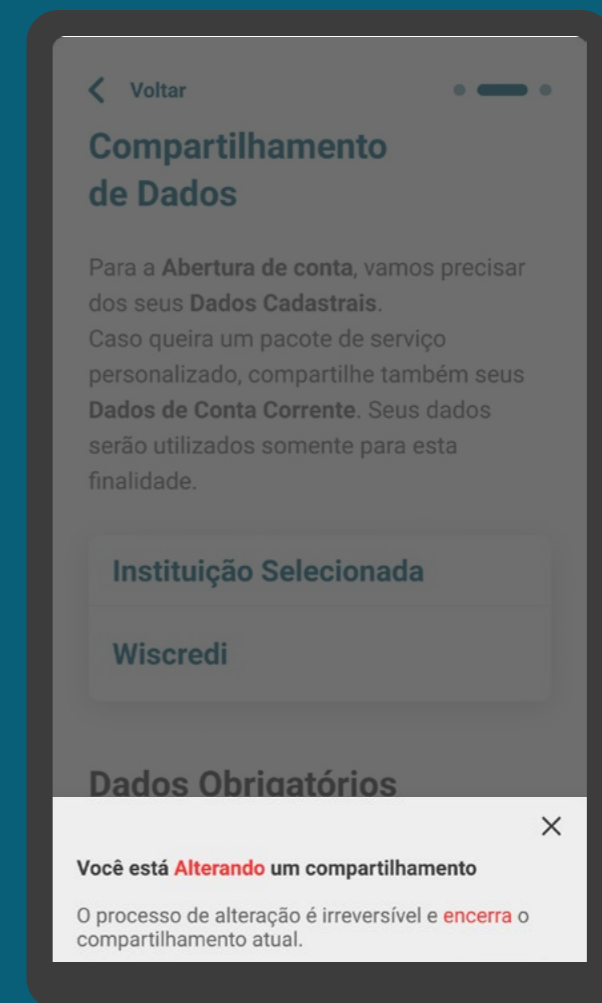 Voltar
Compartilhamento
de Dados
Para a Abertura de conta, vamos precisar
dos seus Dados Cadastrais.
Caso queira um pacote de serviço
personalizado, compartilhe também seus
Dados de Conta Corrente. Seus dados
serão utilizados somente para esta
finalidade.
Instituição Selecionada
Wiscredi
Dados Obrigatórios
Você está Alterando um compartilhamento
O processo de alteração é irreversível e encerra o
compartilhamento atual.